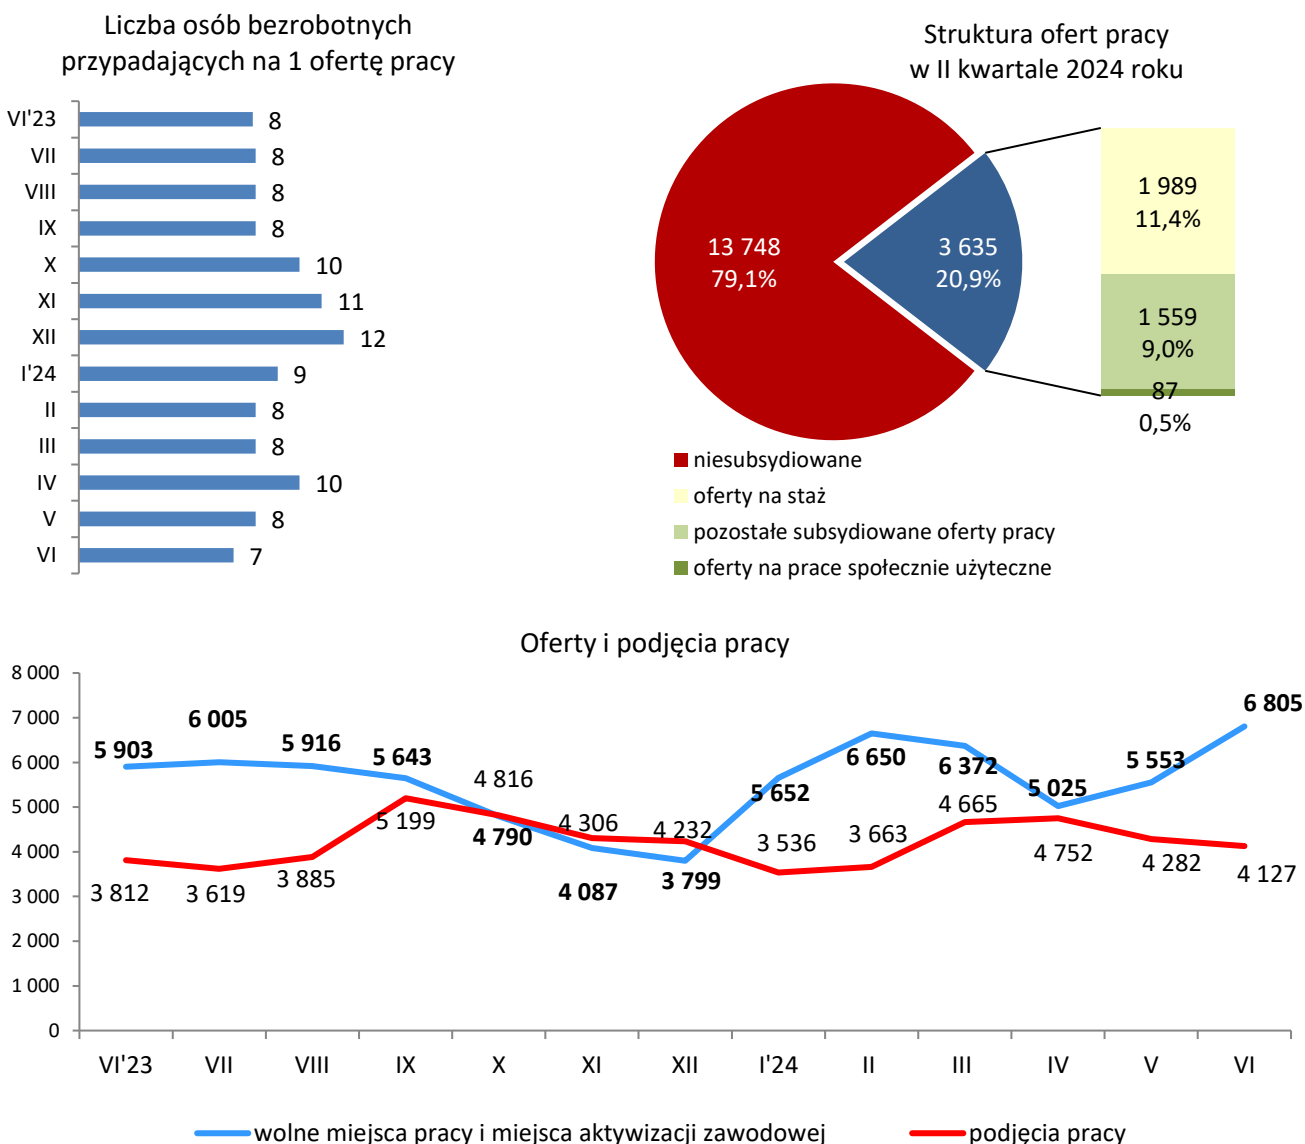 Liczba osób bezrobotnych
przypadających na 1 ofertę pracy
VI'23 8
VII 8
VIII 8
IX 8
X 10
XI 11
XII 12
I'24 9
II 8
III 8
IV 10
V 8
VI 7
Struktura ofert pracy
w II kwartale 2024 roku
13 748
79,1%
3 635
20,9%
1 989
11,4%
1 559
9,0%
87
0,5%
niesubsydiowane
oferty na staż
pozostałe subsydiowane oferty pracy
oferty na prace społecznie użyteczne
Oferty i podjęcia pracy
8 000
7 000
6 000
5 000
4 000
3 000
2 000
1 000
0
5 903 6 005 5 916 5 643 4 790 4 087 3 799 5 652 6 650 6 372 5 025 5 553 6 805
3 812 3 619 3 885 5 199 4 816 4 306 4 232 3 536 3 663 4 665 4 752 4 282 4 127
VI'23 VII VIII IX X XI XII I'24 II III IV V VI
wolne miejsca pracy i miejsca aktywizacji zawodowej podjęcia pracy